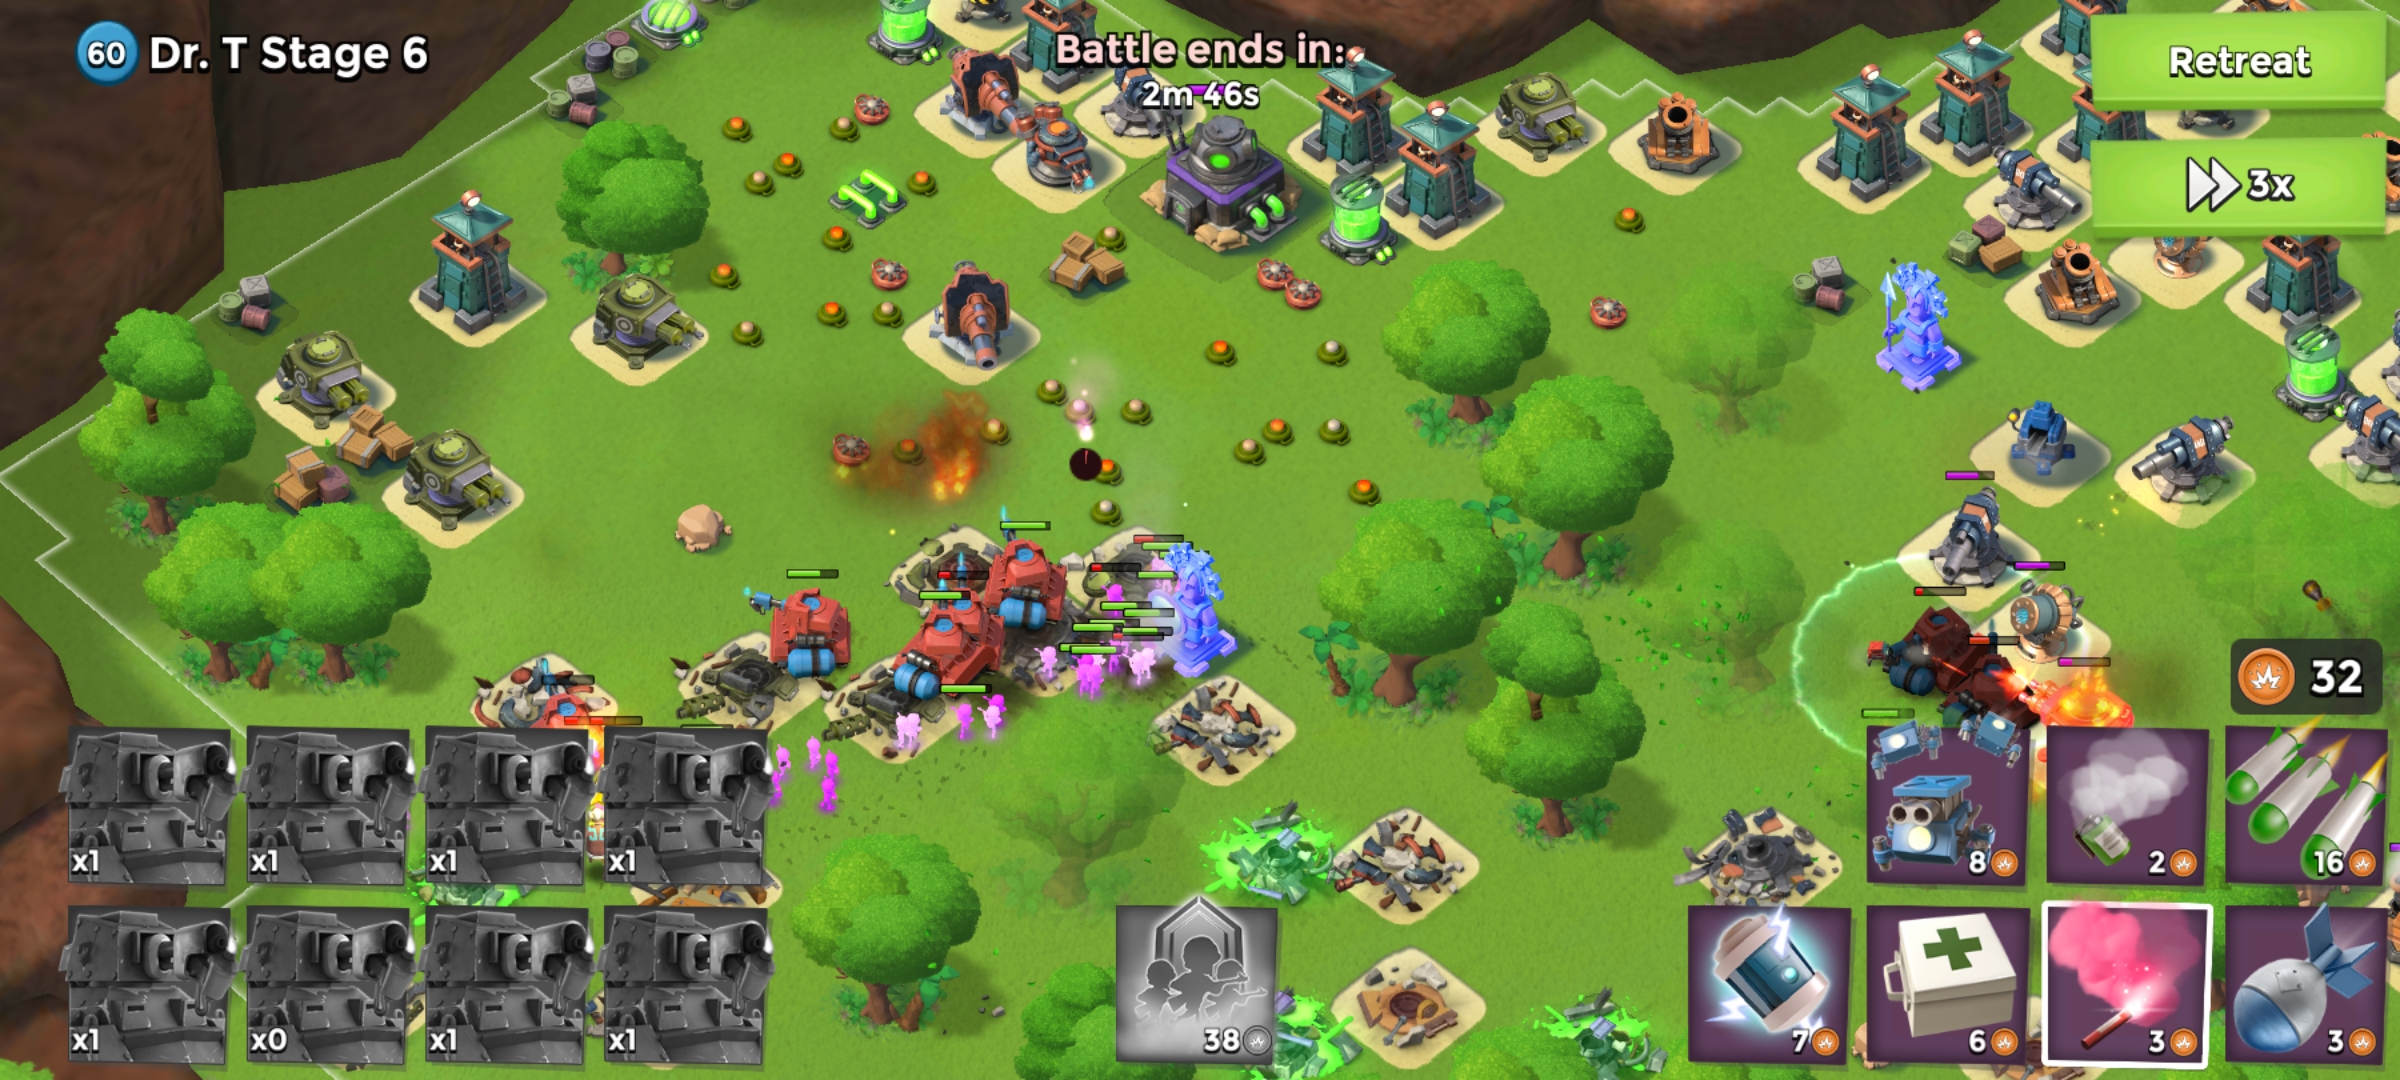 60 Dr. T Stage 6
Battle ends in:
2m 46s
Retreat
3x
32
x1 x1 x1 x1
8 2 16
x1 x0 x1 x1
38
7 6 3 3